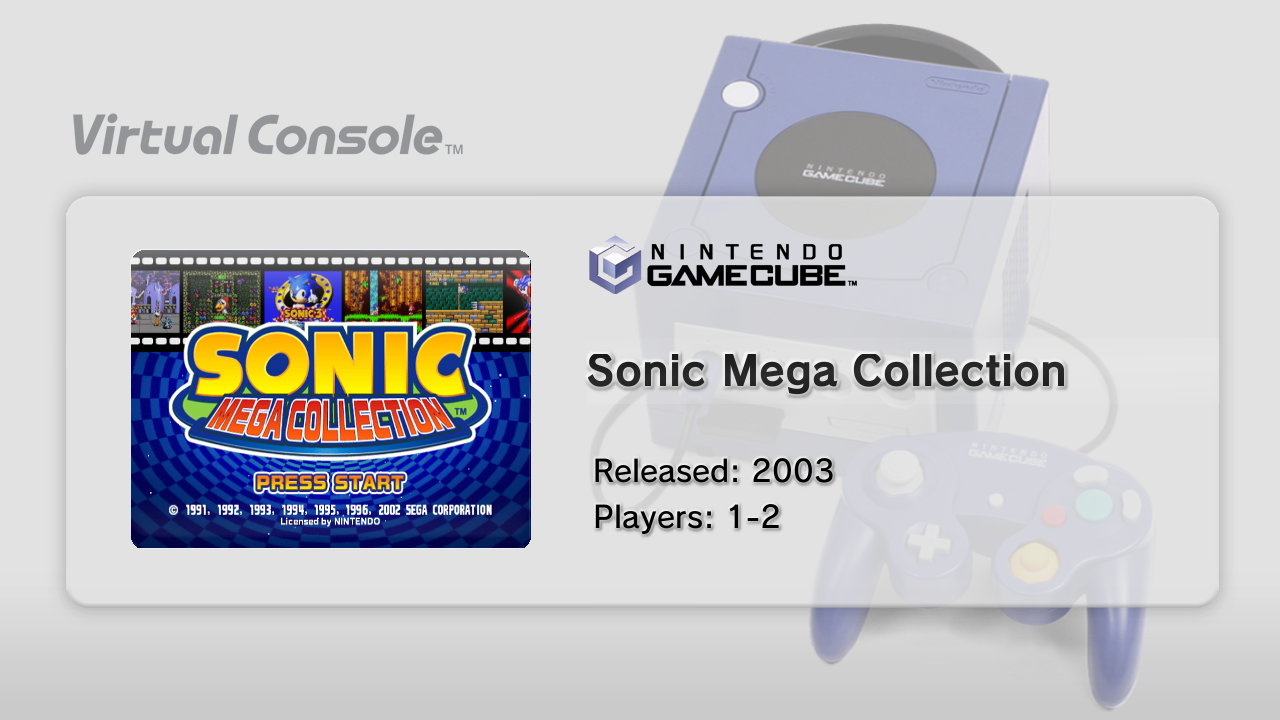 Nintendo
NINTENDO
GAMECUBE
Virtual Console™
NINTENDO
GAMECUBE™
SONIC 3
SONIC
MEGA COLLECTION™
PRESS START
© 1991, 1992, 1993, 1994, 1995, 1996, 2002 SEGA CORPORATION
Licensed by NINTENDO
Sonic Mega Collection
Released: 2003
Players: 1-2
NINTENDO
GAMECUBE